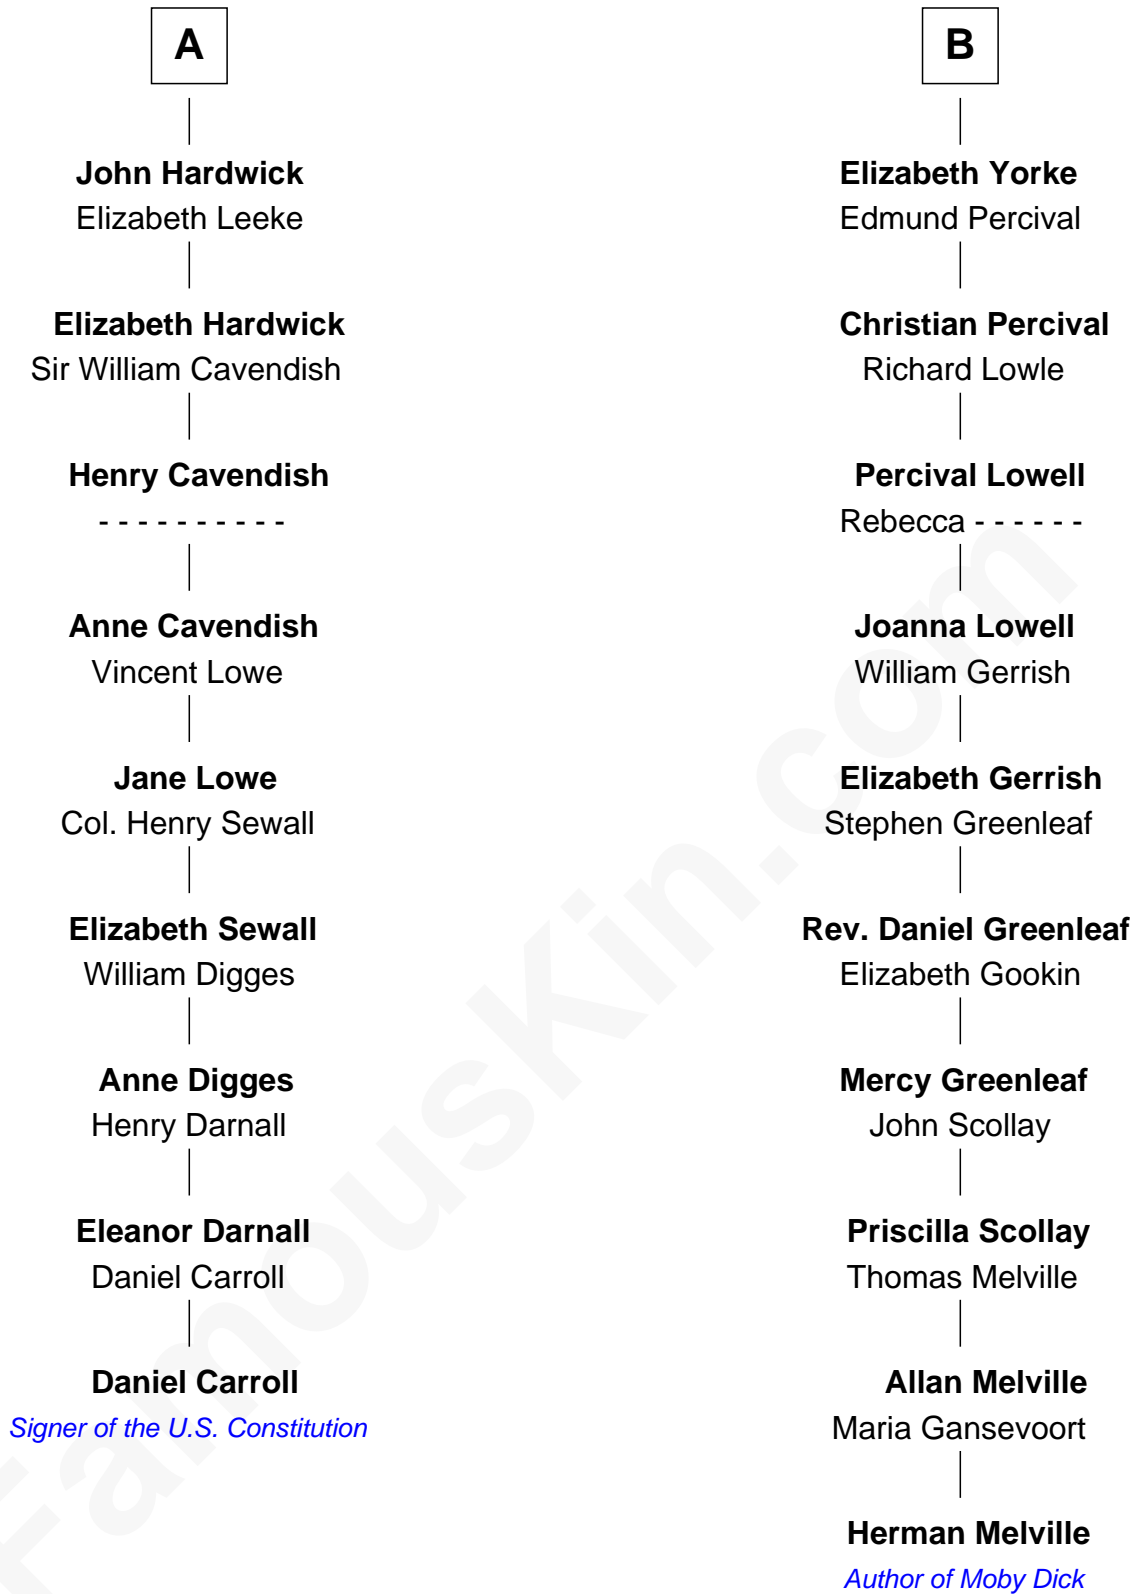 A
John Hardwick
Elizabeth Leeke
Elizabeth Hardwick
Sir William Cavendish
Henry Cavendish
- - - - - - - - - -
Anne Cavendish
Vincent Lowe
Jane Lowe
Col. Henry Sewall
Elizabeth Sewall
William Digges
Anne Digges
Henry Darnall
Eleanor Darnall
Daniel Carroll
Daniel Carroll
Signer of the U.S. Constitution
B
Elizabeth Yorke
Edmund Percival
Christian Percival
Richard Lowle
Percival Lowell
Rebecca - - - - - -
Joanna Lowell
William Gerrish
Elizabeth Gerrish
Stephen Greenleaf
Rev. Daniel Greenleaf
Elizabeth Gookin
Mercy Greenleaf
John Scollay
Priscilla Scollay
Thomas Melville
Allan Melville
Maria Gansevoort
Herman Melville
Author of Moby Dick
FamousKin.com